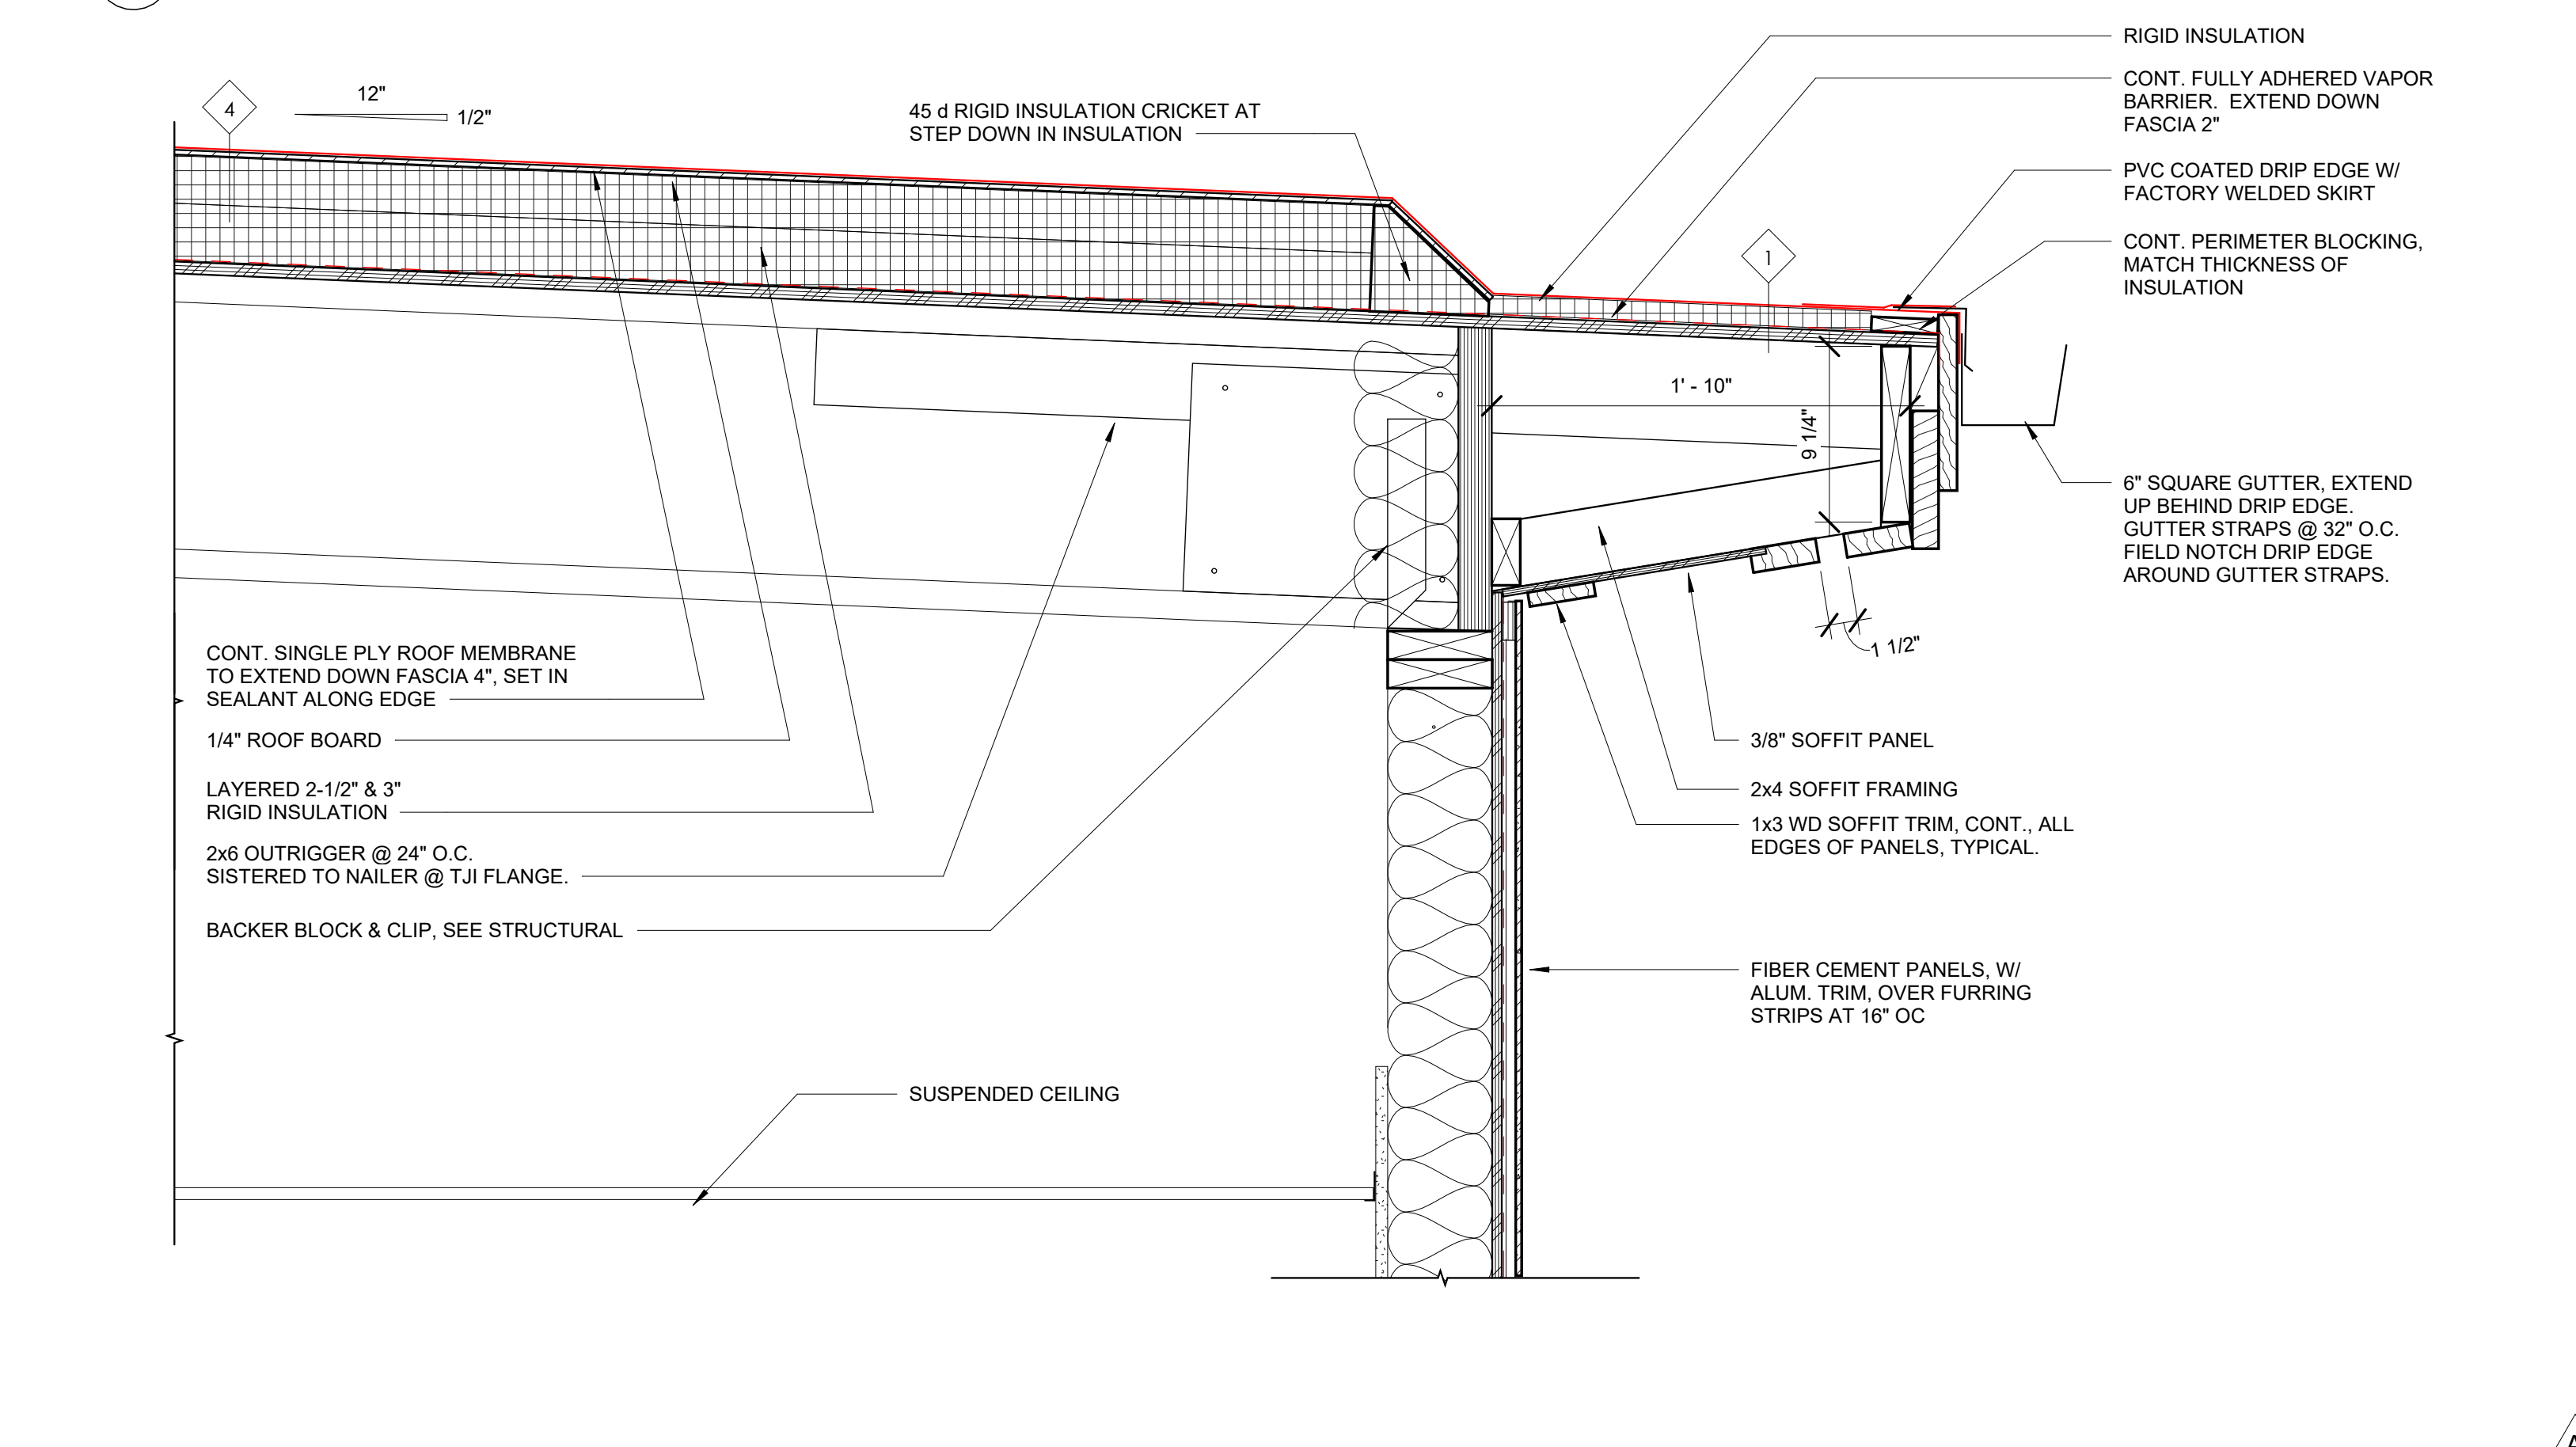 RIGID INSULATION
CONT. FULLY ADHERED VAPOR
BARRIER.  EXTEND DOWN
FASCIA 2"
PVC COATED DRIP EDGE W/
FACTORY WELDED SKIRT
CONT. PERIMETER BLOCKING,
MATCH THICKNESS OF
INSULATION
4
12"
1/2"
45 d RIGID INSULATION CRICKET AT
STEP DOWN IN INSULATION
1
1' - 10"
9 1/4"
6" SQUARE GUTTER, EXTEND
UP BEHIND DRIP EDGE.
GUTTER STRAPS @ 32" O.C.
FIELD NOTCH DRIP EDGE
AROUND GUTTER STRAPS.
1 1/2"
CONT. SINGLE PLY ROOF MEMBRANE
TO EXTEND DOWN FASCIA 4", SET IN
SEALANT ALONG EDGE
1/4" ROOF BOARD
LAYERED 2-1/2" & 3"
RIGID INSULATION
2x6 OUTRIGGER @ 24" O.C.
SISTERED TO NAILER @ TJI FLANGE.
BACKER BLOCK & CLIP, SEE STRUCTURAL
3/8" SOFFIT PANEL
2x4 SOFFIT FRAMING
1x3 WD SOFFIT TRIM, CONT., ALL
EDGES OF PANELS, TYPICAL.
FIBER CEMENT PANELS, W/
ALUM. TRIM, OVER FURRING
STRIPS AT 16" OC
SUSPENDED CEILING